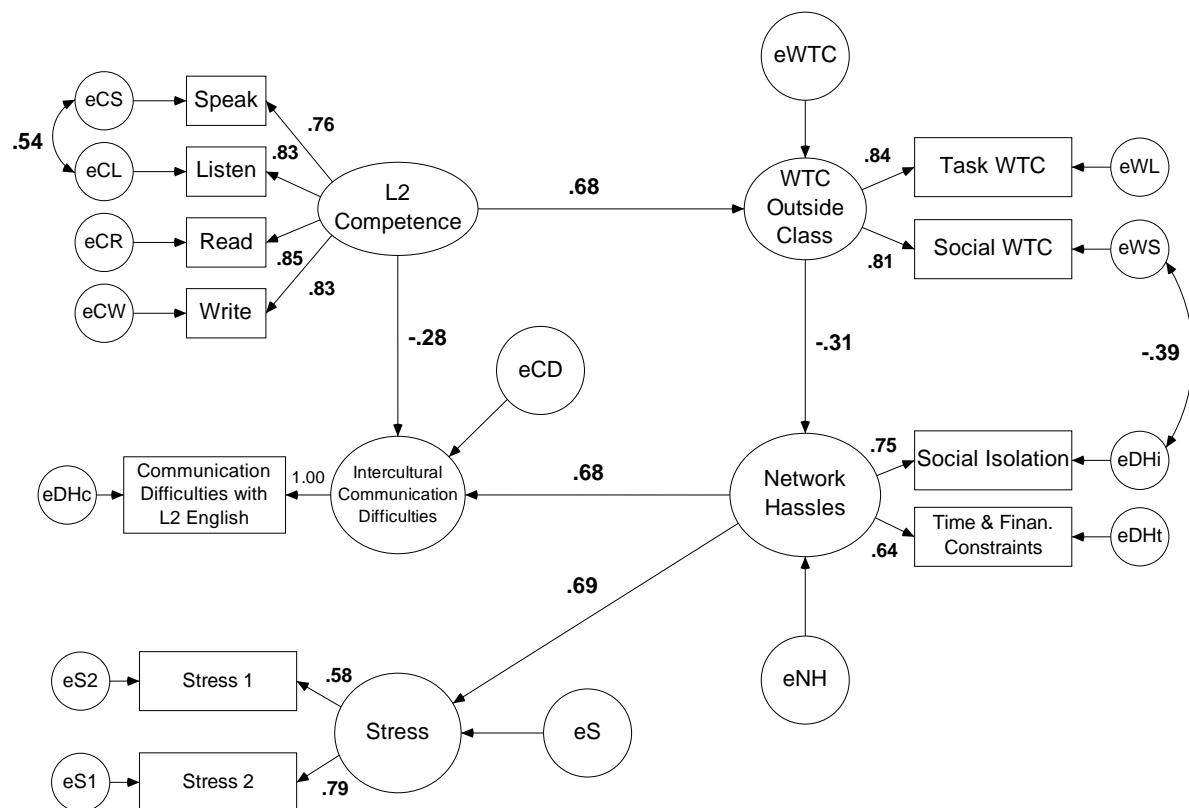 eWTC
eCS
Speak
.54
.76
eCL
Listen
.83
L2
Competence
.68
WTC
Outside
Class
.84
Task WTC
eWL
eCR
Read
.85
.81
Social WTC
eWS
eCW
Write
.83
-.28
eCD
-.31
-.39
eDHc
Communication
Difficulties with
L2 English
1.00
Intercultural
Communication
Difficulties
.68
Network
Hassles
.75
Social Isolation
eDHi
.64
Time & Finan.
Constraints
eDHt
.69
eNH
eS2
Stress 1
.58
Stress
eS
eS1
Stress 2
.79